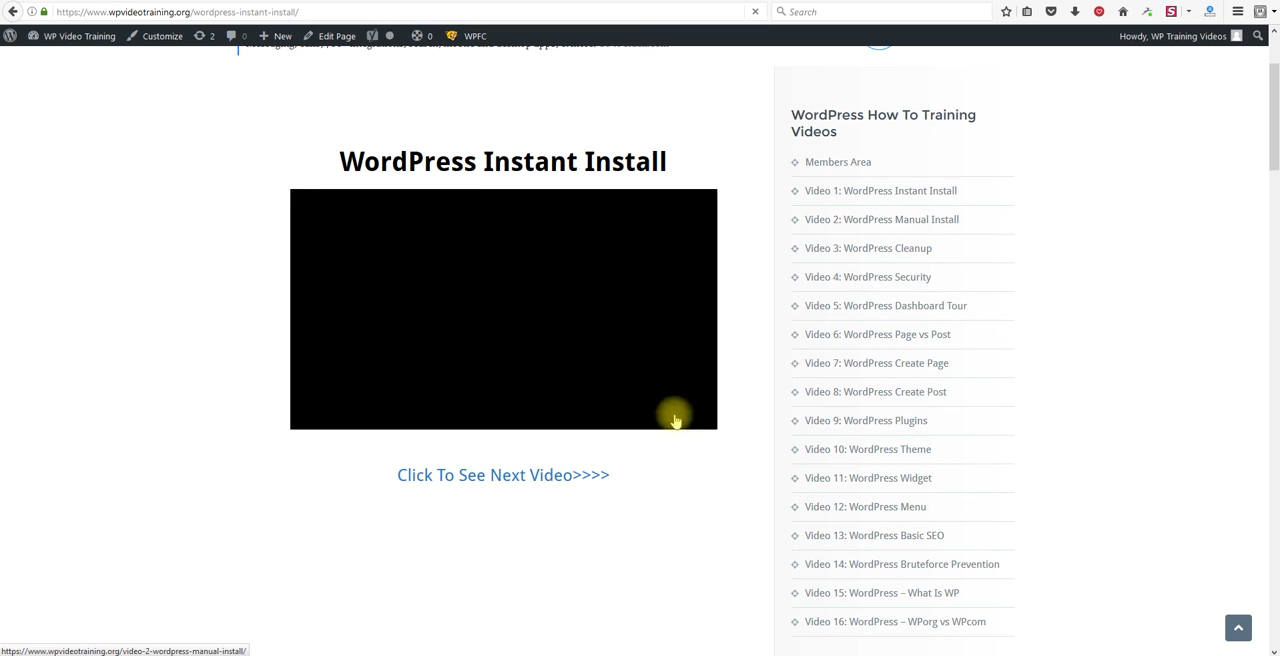 https://www.wpvideotraining.org/wordpress-instant-install/
Search
WP Video Training
Customize
2
0
New
Edit Page
0
WPFC
Howdy, WP Training Videos
WordPress Instant Install
Click To See Next Video>>>>
WordPress How To Training
Videos
Members Area
Video 1: WordPress Instant Install
Video 2: WordPress Manual Install
Video 3: WordPress Cleanup
Video 4: WordPress Security
Video 5: WordPress Dashboard Tour
Video 6: WordPress Page vs Post
Video 7: WordPress Create Page
Video 8: WordPress Create Post
Video 9: WordPress Plugins
Video 10: WordPress Theme
Video 11: WordPress Widget
Video 12: WordPress Menu
Video 13: WordPress Basic SEO
Video 14: WordPress Bruteforce Prevention
Video 15: WordPress – What Is WP
Video 16: WordPress – WPorg vs WPcom
https://www.wpvideotraining.org/video-2-wordpress-manual-install/